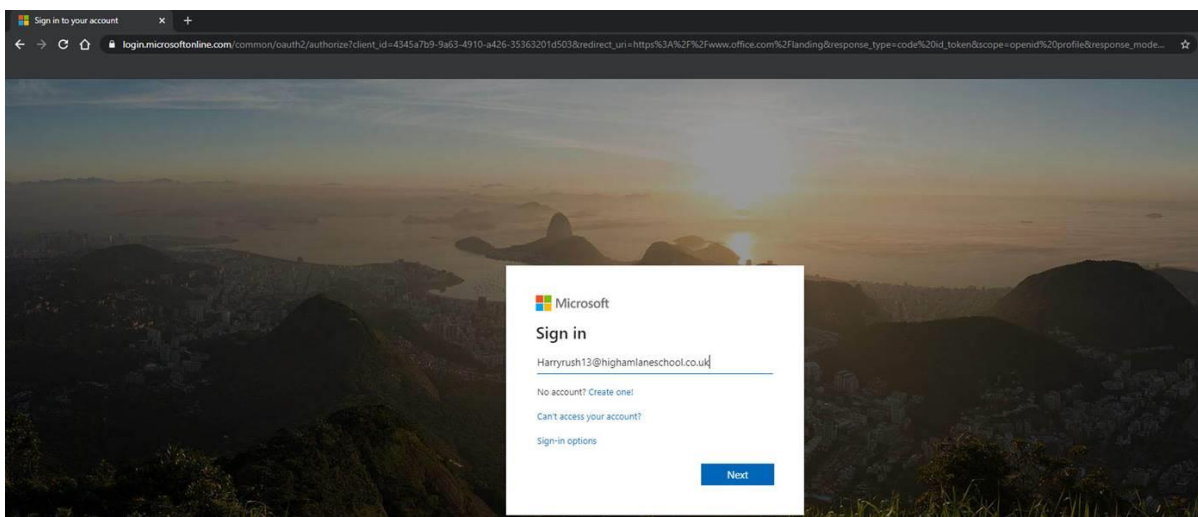 Sign in to your account
login.microsoftonline.com/common/oauth2/authorize?client_id=4345a7b9-9a63-4910-a426-35363201d503&redirect_uri=https%3A%2F%2Fwww.office.com%2Flanding&response_type=code%20id_token&scope=openid%20profile&response_mode...
Microsoft
Sign in
Harryrush13@highamlaneschool.co.uk
No account? Create one!
Can't access your account?
Sign-in options
Next